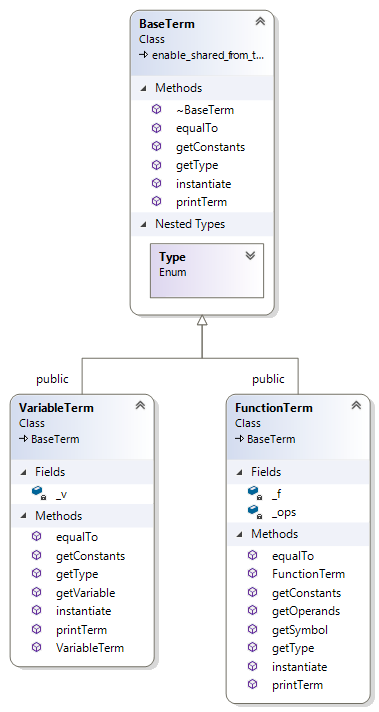 BaseTerm
Class
enable_shared_from_t...
Methods
~BaseTerm
equalTo
getConstants
getType
instantiate
printTerm
Nested Types
Type
Enum
public
public
VariableTerm
Class
BaseTerm
Fields
_v
Methods
equalTo
getConstants
getType
getVariable
instantiate
printTerm
VariableTerm
FunctionTerm
Class
BaseTerm
Fields
_f
_ops
Methods
equalTo
FunctionTerm
getConstants
getOperands
getSymbol
getType
instantiate
printTerm